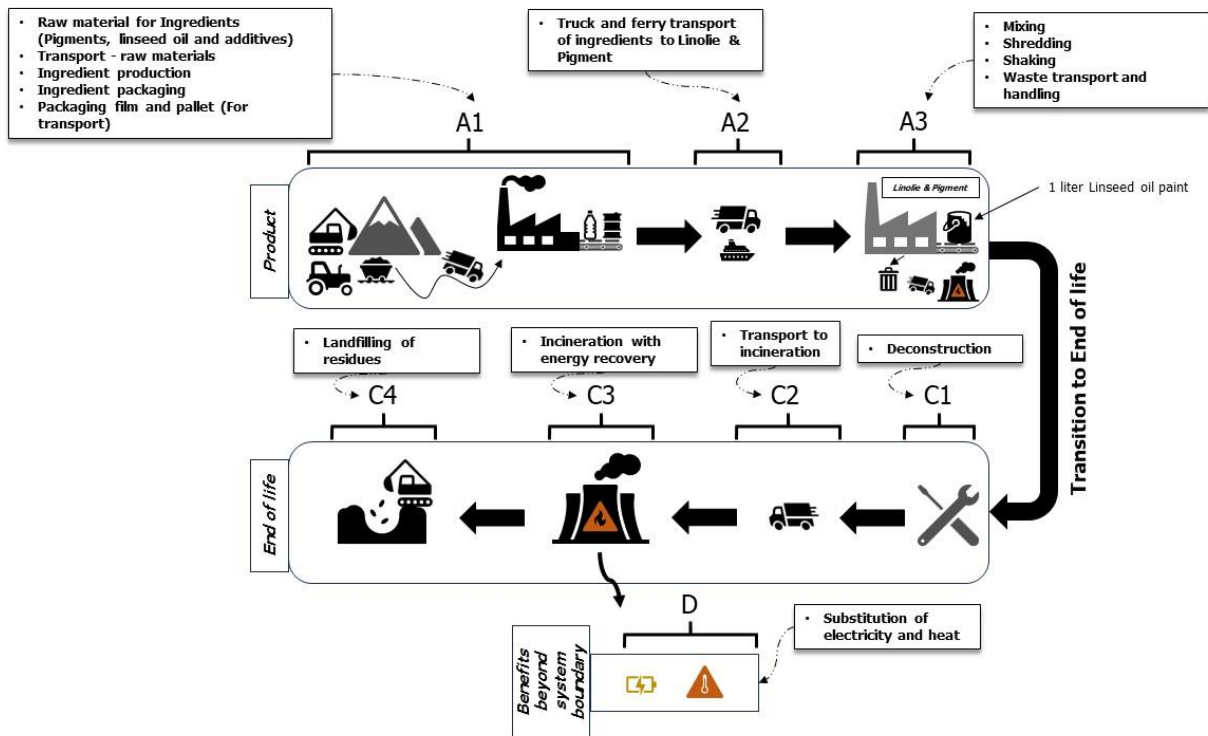 • Raw material for Ingredients
(Pigments, linseed oil and additives)
• Transport - raw materials
• Ingredient production
• Ingredient packaging
• Packaging film and pallet (For
transport)
• Truck and ferry transport
of ingredients to Linolie &
Pigment
• Mixing
• Shredding
• Shaking
• Waste transport and
handling
A1
A2
A3
Product
Linolie & Pigment
1 liter Linseed oil paint
Transition to End of life
• Landfilling of
residues
• Incineration with
energy recovery
• Transport to
incineration
• Deconstruction
C4
C3
C2
C1
End of life
D
Benefits
beyond
system
boundary
• Substitution of
electricity and heat